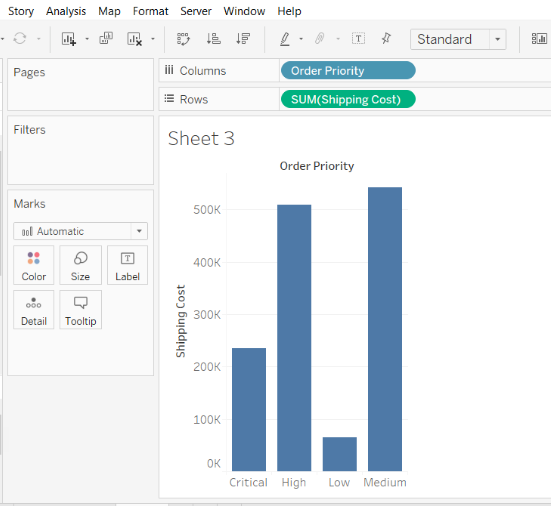 Story Analysis Map Format Server Window Help
Standard
Pages
Columns Order Priority
Rows SUM(Shipping Cost)
Filters
Sheet 3
Marks
Automatic
Color Size Label
Detail Tooltip
Order Priority
500K
400K
300K
200K
100K
0K
Shipping Cost
Critical High Low Medium